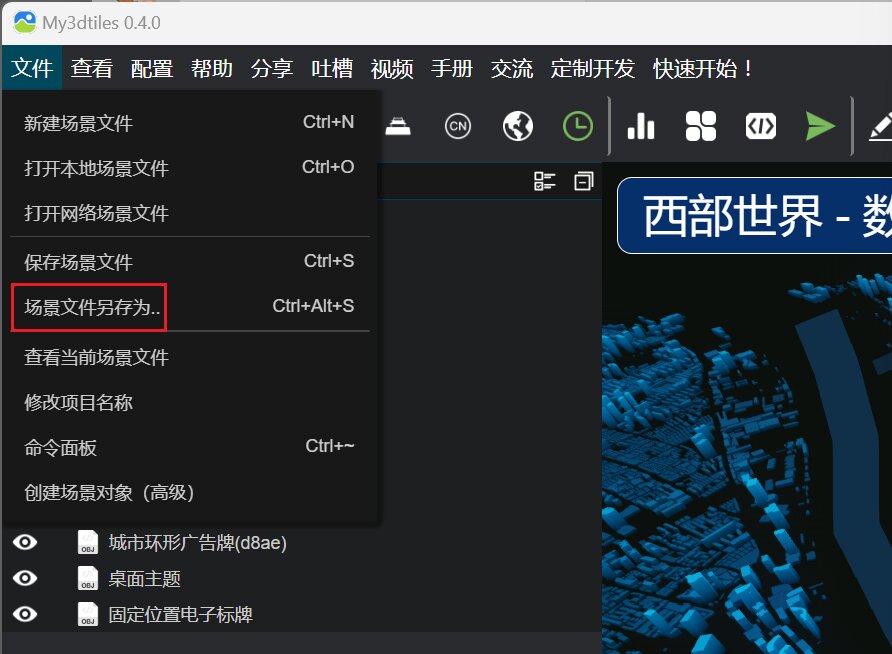 My3dtiles 0.4.0
文件 查看 配置 帮助 分享 吐槽 视频 手册 交流 定制开发 快速开始！
新建场景文件 Ctrl+N
CN
打开本地场景文件 Ctrl+O
打开网络场景文件
西部世界 - 数
保存场景文件 Ctrl+S
场景文件另存为.. Ctrl+Alt+S
查看当前场景文件
修改项目名称
命令面板 Ctrl+~
创建场景对象（高级）
OBJ 城市环形广告牌(d8ae)
OBJ 桌面主题
OBJ 固定位置电子标牌